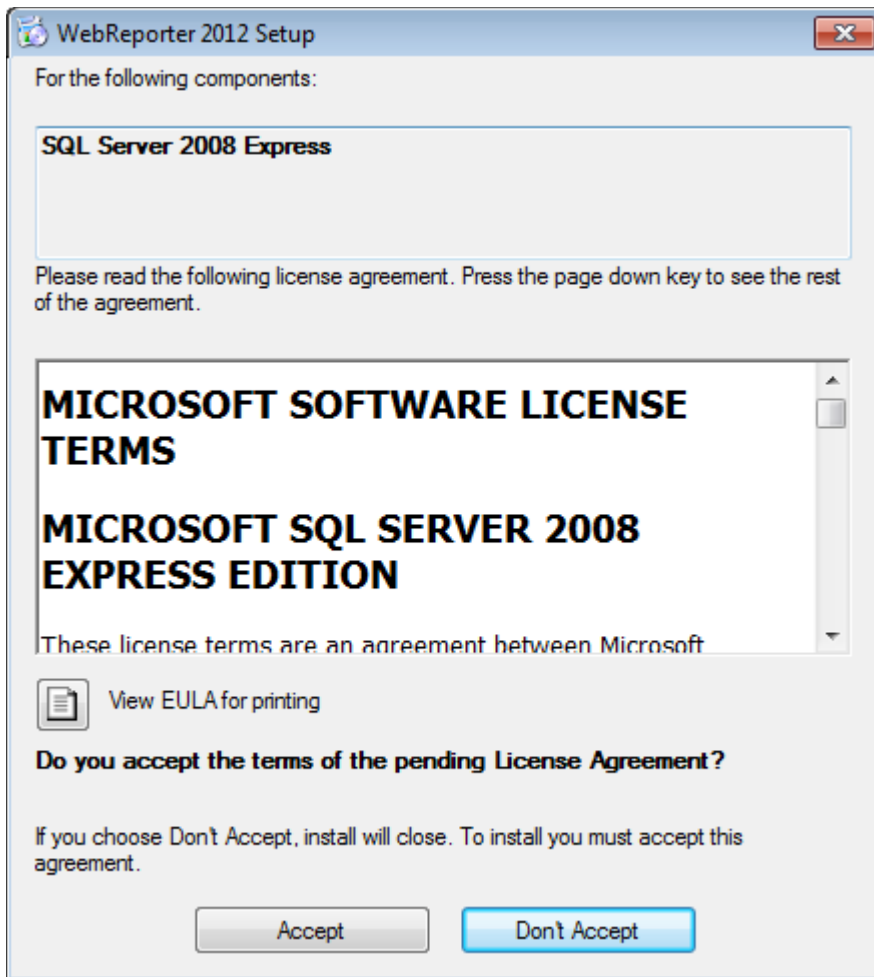 WebReporter 2012 Setup
For the following components:
SQL Server 2008 Express
Please read the following license agreement. Press the page down key to see the rest
of the agreement.
MICROSOFT SOFTWARE LICENSE
TERMS
MICROSOFT SQL SERVER 2008
EXPRESS EDITION
These license terms are an agreement between Microsoft
View EULA for printing
Do you accept the terms of the pending License Agreement?
If you choose Don't Accept, install will close. To install you must accept this
agreement.
Accept
Don't Accept